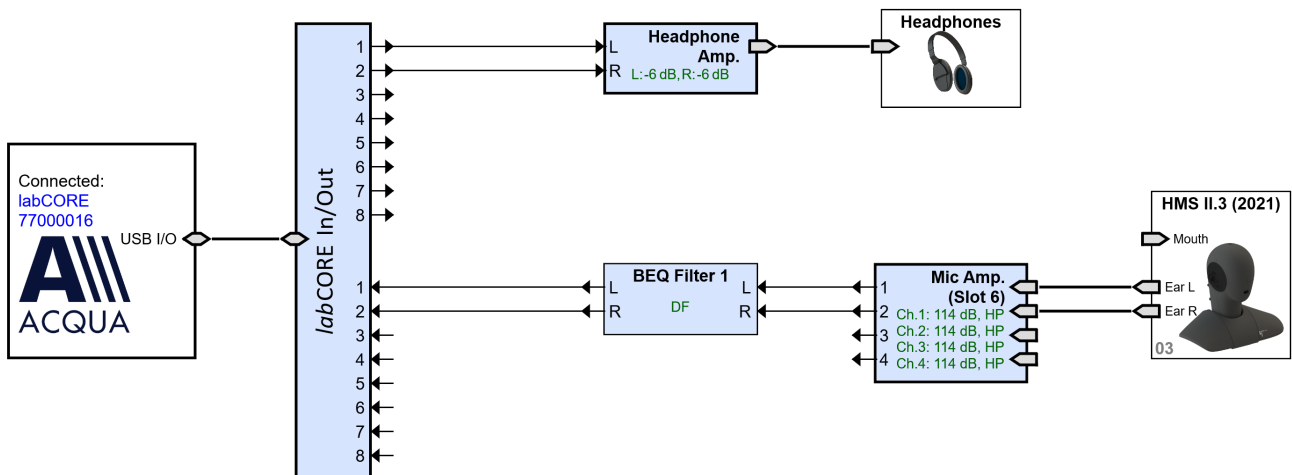 Connected:
labCORE
77000016
USB I/O
ACQUA
labCORE In/Out
1
2
3
4
5
6
7
8
1
2
3
4
5
6
7
8
Headphone
Amp.
L R
L:-6 dB,R:-6 dB
Headphones
BEQ Filter 1
L L
DF
R R
Mic Amp.
(Slot 6)
1
2 Ch.1: 114 dB, HP
Ch.2: 114 dB, HP
3
Ch.3: 114 dB, HP
4 Ch.4: 114 dB, HP
HMS II.3 (2021)
Mouth
Ear L
Ear R
03